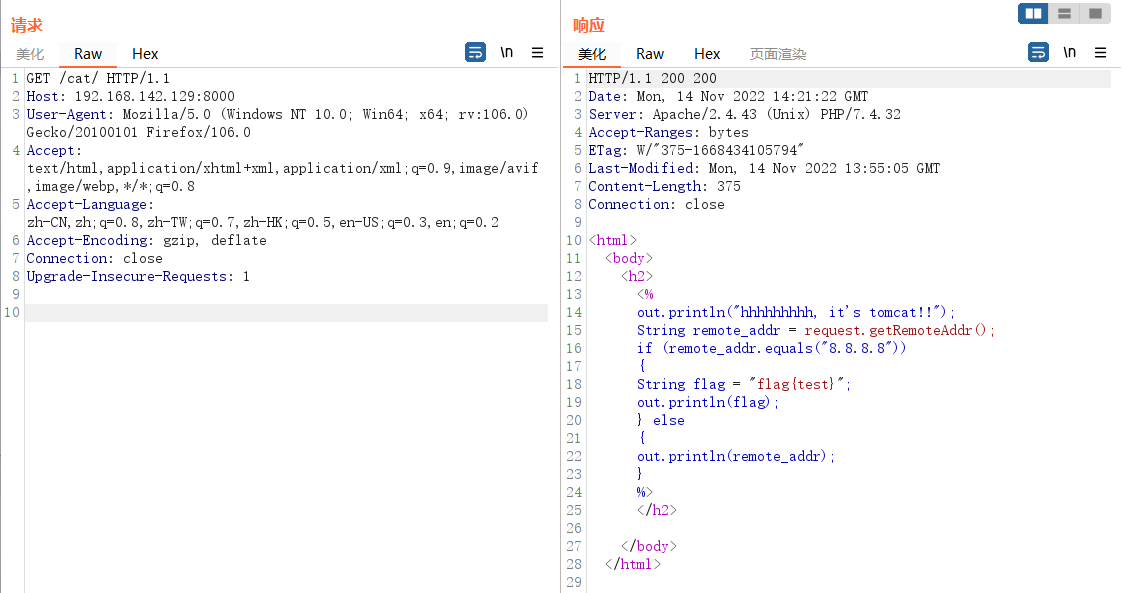 请求
美化 Raw Hex \n
1 GET /cat/ HTTP/1.1
2 Host: 192.168.142.129:8000
3 User-Agent: Mozilla/5.0 (Windows NT 10.0; Win64; x64; rv:106.0)
Gecko/20100101 Firefox/106.0
4 Accept:
text/html,application/xhtml+xml,application/xml;q=0.9,image/avif
,image/webp,*/*;q=0.8
5 Accept-Language:
zh-CN,zh;q=0.8,zh-TW;q=0.7,zh-HK;q=0.5,en-US;q=0.3,en;q=0.2
6 Accept-Encoding: gzip, deflate
7 Connection: close
8 Upgrade-Insecure-Requests: 1
9
10
响应
美化 Raw Hex 页面渲染 \n
1 HTTP/1.1 200 200
2 Date: Mon, 14 Nov 2022 14:21:22 GMT
3 Server: Apache/2.4.43 (Unix) PHP/7.4.32
4 Accept-Ranges: bytes
5 ETag: W/"375-1668434105794"
6 Last-Modified: Mon, 14 Nov 2022 13:55:05 GMT
7 Content-Length: 375
8 Connection: close
9
10 <html>
11 <body>
12 <h2>
13 <%
14 out.println("hhhhhhhhh, it's tomcat!!");
15 String remote_addr = request.getRemoteAddr();
16 if (remote_addr.equals("8.8.8.8"))
17 {
18 String flag = "flag{test}";
19 out.println(flag);
20 } else
21 {
22 out.println(remote_addr);
23 }
24 %>
25 </h2>
26
27 </body>
28 </html>
29